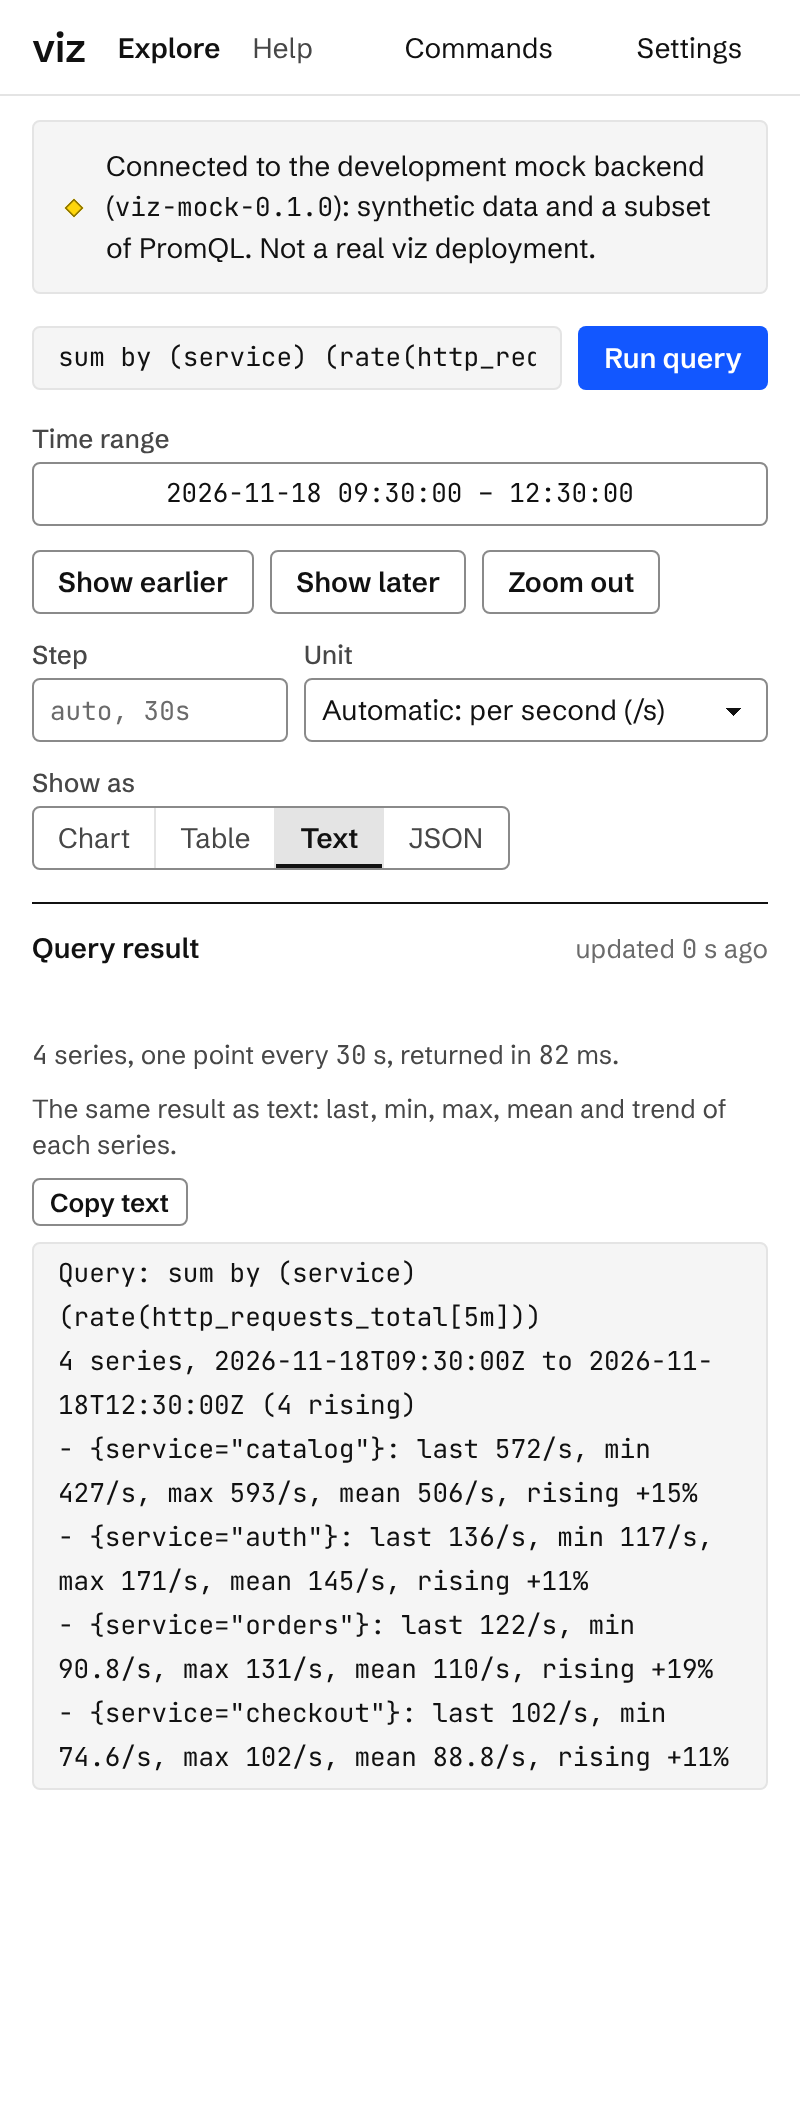 viz Explore Help Commands Settings
Connected to the development mock backend
(viz-mock-0.1.0): synthetic data and a subset
of PromQL. Not a real viz deployment.
sum by (service) (rate(http_req Run query
Time range
2026-11-18 09:30:00 – 12:30:00
Show earlier Show later Zoom out
Step Unit
auto, 30s Automatic: per second (/s)
Show as
Chart Table Text JSON
Query result updated 0 s ago
4 series, one point every 30 s, returned in 82 ms.
The same result as text: last, min, max, mean and trend of
each series.
Copy text
Query: sum by (service)
(rate(http_requests_total[5m]))
4 series, 2026-11-18T09:30:00Z to 2026-11-
18T12:30:00Z (4 rising)
- {service="catalog"}: last 572/s, min
427/s, max 593/s, mean 506/s, rising +15%
- {service="auth"}: last 136/s, min 117/s,
max 171/s, mean 145/s, rising +11%
- {service="orders"}: last 122/s, min
90.8/s, max 131/s, mean 110/s, rising +19%
- {service="checkout"}: last 102/s, min
74.6/s, max 102/s, mean 88.8/s, rising +11%